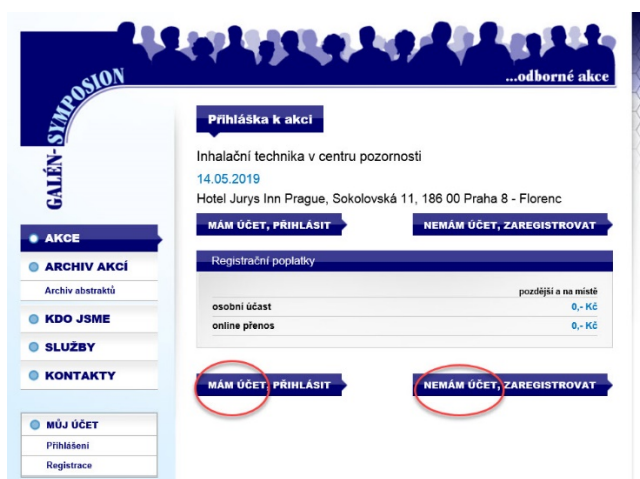 ...odborné akce
GALÉN-SYMPOSION
Přihláška k akci
Inhalační technika v centru pozornosti
14.05.2019
Hotel Jurys Inn Prague, Sokolovská 11, 186 00 Praha 8 - Florenc
MÁM ÚČET, PŘIHLÁSIT NEMÁM ÚČET, ZAREGISTROVAT
Registrační poplatky
později a na místě
osobní účast 0,- Kč
online přenos 0,- Kč
MÁM ÚČET, PŘIHLÁSIT NEMÁM ÚČET, ZAREGISTROVAT
AKCE
ARCHIV AKCÍ
Archiv abstraktů
KDO JSME
SLUŽBY
KONTAKTY
MŮJ ÚČET
Přihlášení
Registrace